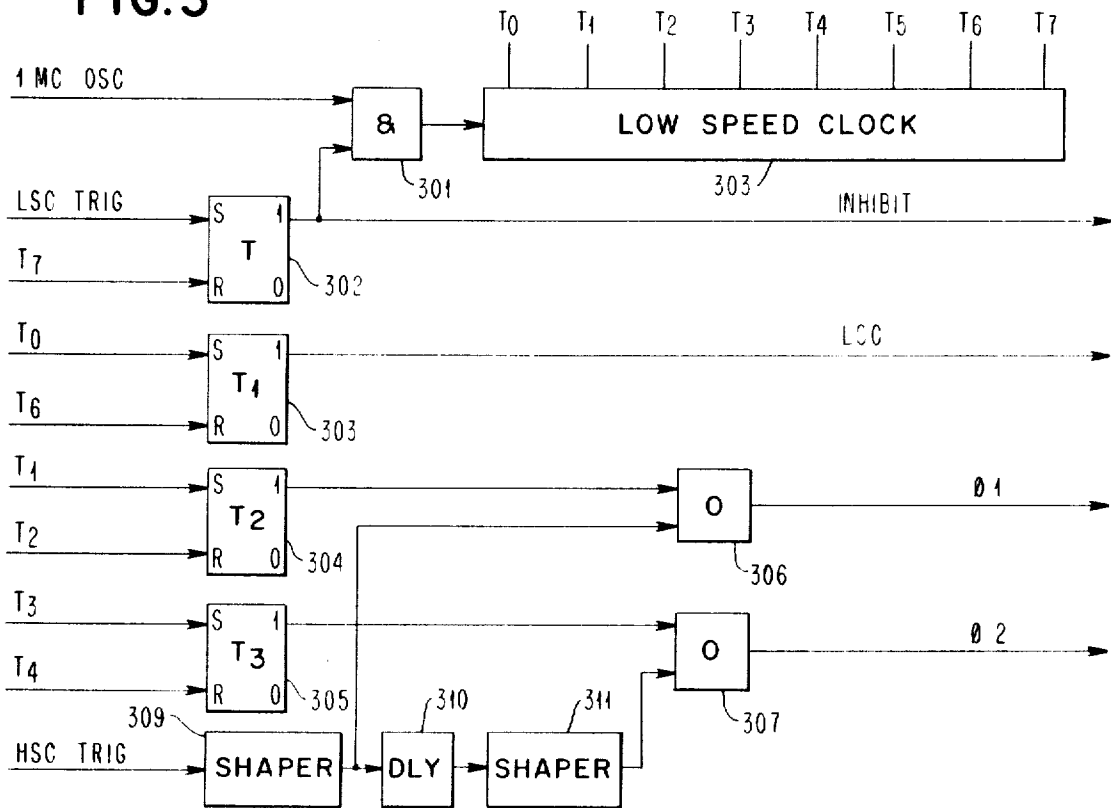 FIG. 3
T0 T1 T2 T3 T4 T5 T6 T7
1 MC OSC
&
LOW SPEED CLOCK
301
303
LSC TRIG
S 1
T
R 0
302
INHIBIT
T7
T0
S 1
T1
R 0
303
LSC
T6
T1
S 1
T2
R 0
304
O
306
Ø 1
T2
T3
S 1
T3
R 0
305
O
307
Ø 2
T4
309
310
311
HSC TRIG
SHAPER
DLY
SHAPER